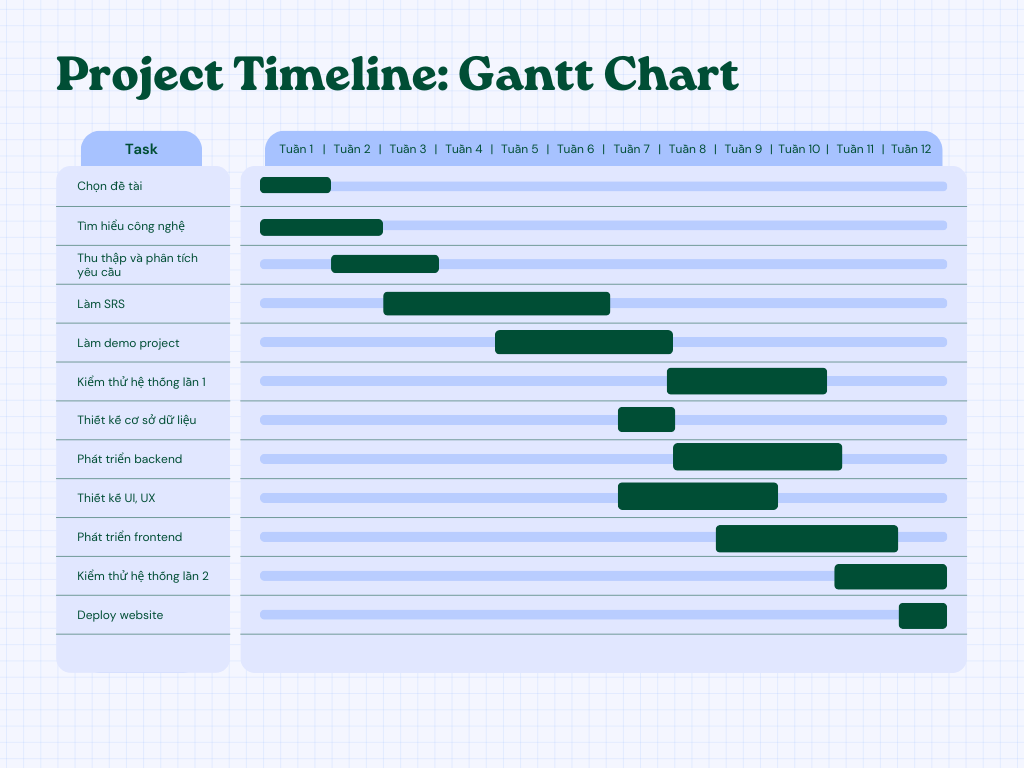 Project Timeline: Gantt Chart
Task
Tuần 1 | Tuần 2 | Tuần 3 | Tuần 4 | Tuần 5 | Tuần 6 | Tuần 7 | Tuần 8 | Tuần 9 | Tuần 10 | Tuần 11 | Tuần 12
Chọn đề tài
Tìm hiểu công nghệ
Thu thập và phân tích
yêu cầu
Làm SRS
Làm demo project
Kiểm thử hệ thống lần 1
Thiết kế cơ sở dữ liệu
Phát triển backend
Thiết kế UI, UX
Phát triển frontend
Kiểm thử hệ thống lần 2
Deploy website